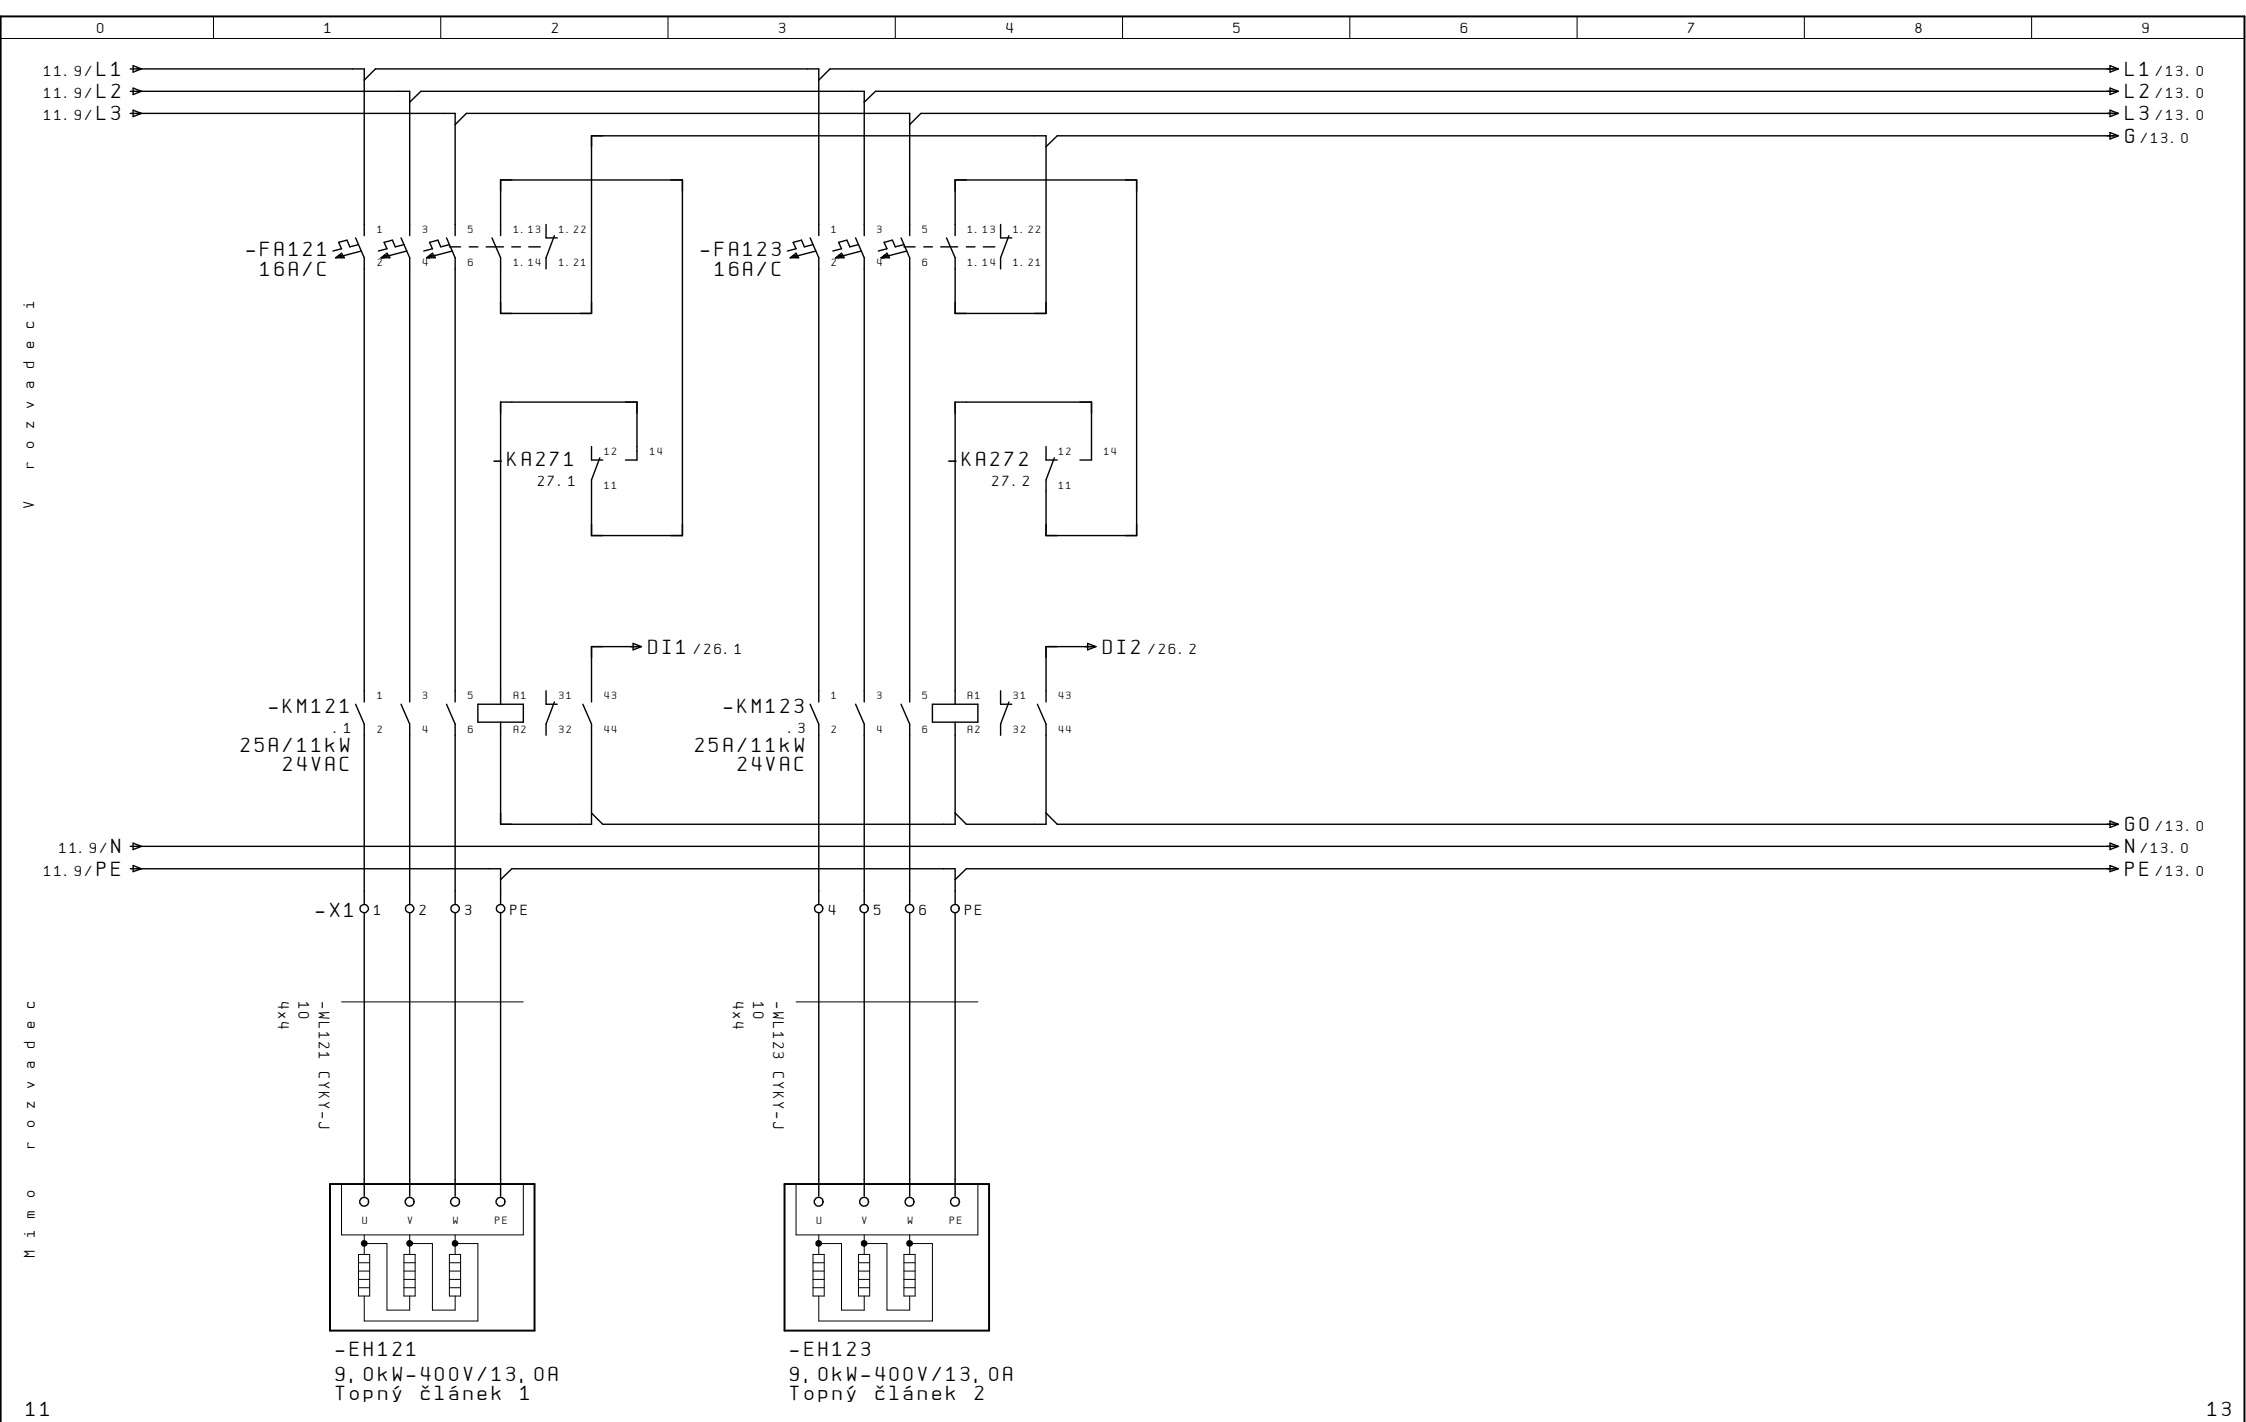 0 1 2 3 4 5 6 7 8 9
11.9/L1 L1/13.0
11.9/L2 L2/13.0
11.9/L3 L3/13.0
G/13.0
1 3 5 1.13 1.22 1 3 5 1.13 1.22
-FA121 -FA123
2 4 6 1.14 1.21 2 4 6 1.14 1.21
16A/C 16A/C
V rozvadeci
12 14 12 14
-KA271 -KA272
27.1 11 27.2 11
DI1/26.1 DI2/26.2
1 3 5 A1 31 43 1 3 5 A1 31 43
-KM121 -KM123
.1 2 4 6 A2 32 44 .3 2 4 6 A2 32 44
25A/11kW 25A/11kW
24VAC 24VAC
G0/13.0
11.9/N N/13.0
11.9/PE PE/13.0
-X1 1 2 3 PE 4 5 6 PE
Mimo rozvadec
-WL121 CYKY-J
10
4x4
-WL123 CYKY-J
10
4x4
U V W PE U V W PE
-EH121 -EH123
9,0kW-400V/13,0A 9,0kW-400V/13,0A
Topný článek 1 Topný článek 2
11 13